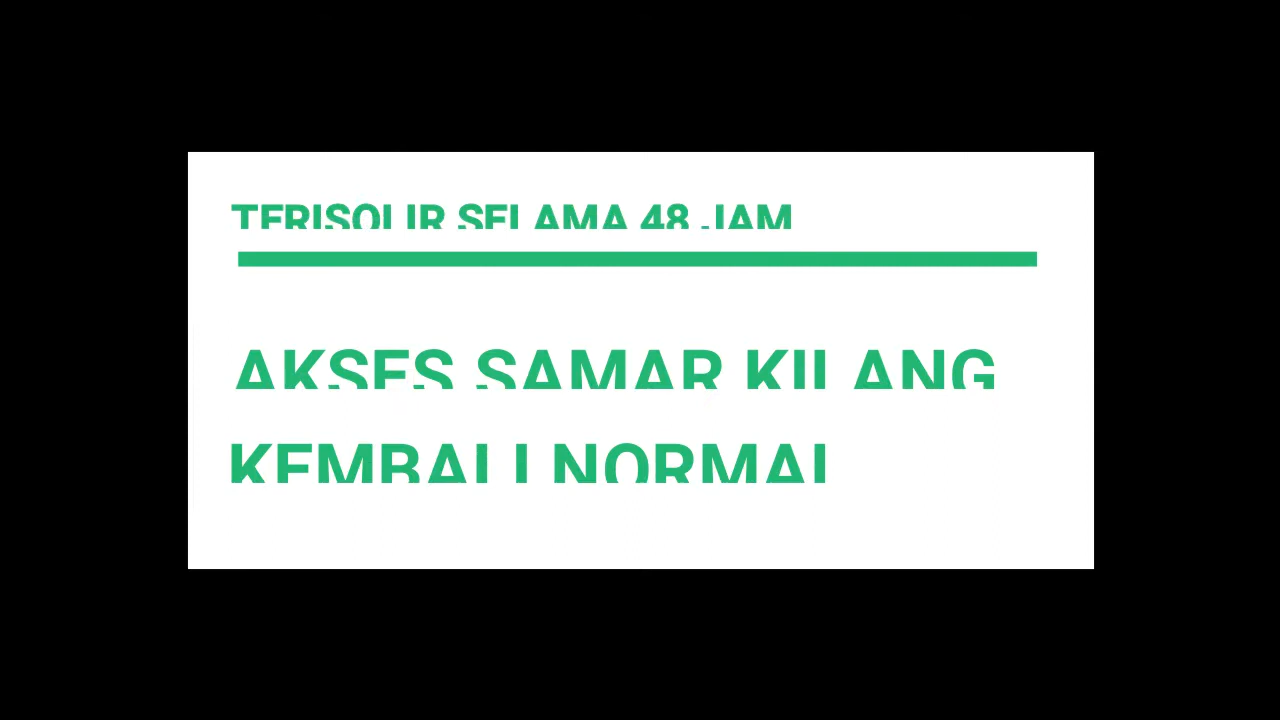 TERISOLIR SELAMA 48 JAM
AKSES SAMAR KILANG
KEMBALI NORMAL